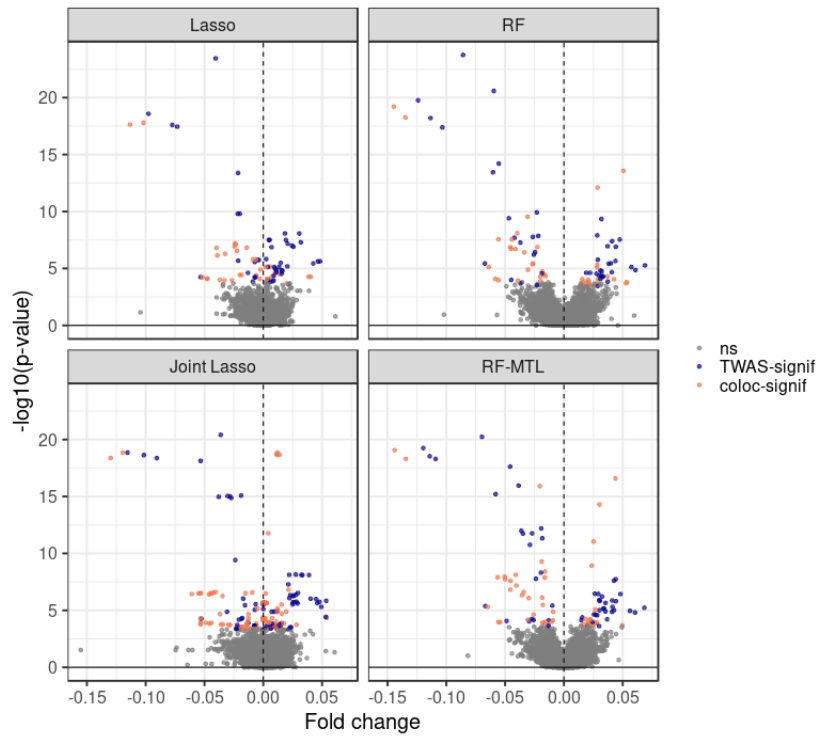 Lasso
RF
20
15
10
5
0
Joint Lasso
RF-MTL
20
15
10
5
0
-0.15 -0.10 -0.05 0.00 0.05 -0.15 -0.10 -0.05 0.00 0.05
Fold change
-log10(p-value)
ns
TWAS-signif
coloc-signif